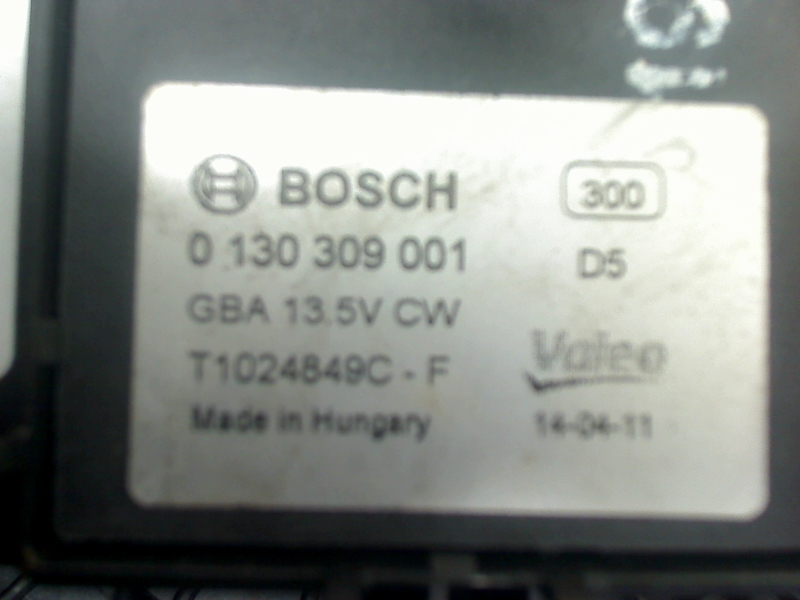 BOSCH 300
0 130 309 001 D5
GBA 13.5V CW
T1024849C - F Valeo
Made in Hungary 14-04-11